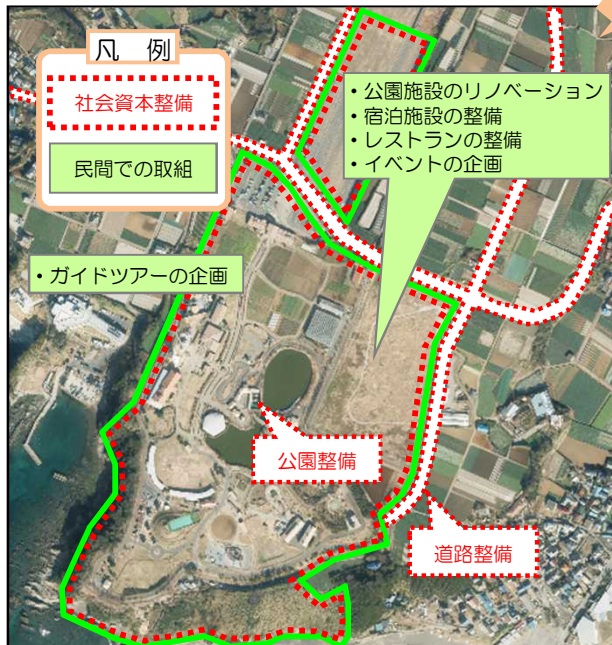 凡 例
社会資本整備
民間での取組
・公園施設のリノベーション
・宿泊施設の整備
・レストランの整備
・イベントの企画
・ガイドツアーの企画
公園整備
道路整備